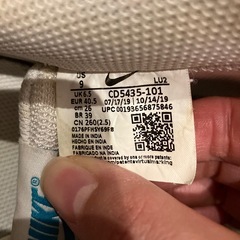 US
9
LU2
UK 6.5
CD5435-101
EUR 40.5
07/17/19
10/14/19
cm 26
UPC 00193656875846
BR 39
CN 260(2.5)
MADE IN INDIA
HECHO EN INDIA
FABRIQUE EN INDE
FABRICADO NA INDIA
NIKE